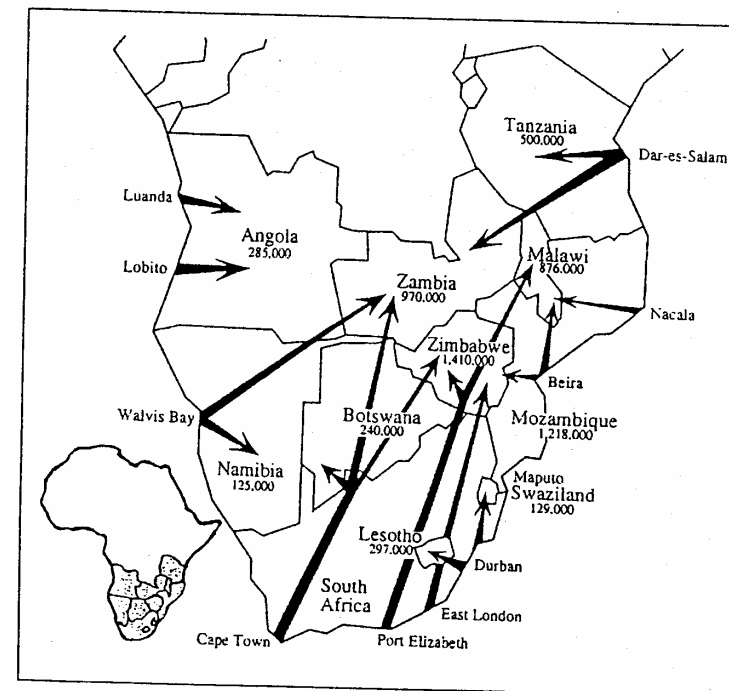 Tanzania
500.000
Dar-es-Salam
Luanda
Angola
285.000
Lobito
Malawi
876.000
Zambia
970.000
Nacala
Zimbabwe
1,410.000
Beira
Walvis Bay
Botswana
240.000
Mozambique
1,218.000
Namibia
125,000
Maputo
Swaziland
129.000
Lesotho
297.000
Durban
South
Africa
East London
Cape Town
Port Elizabeth